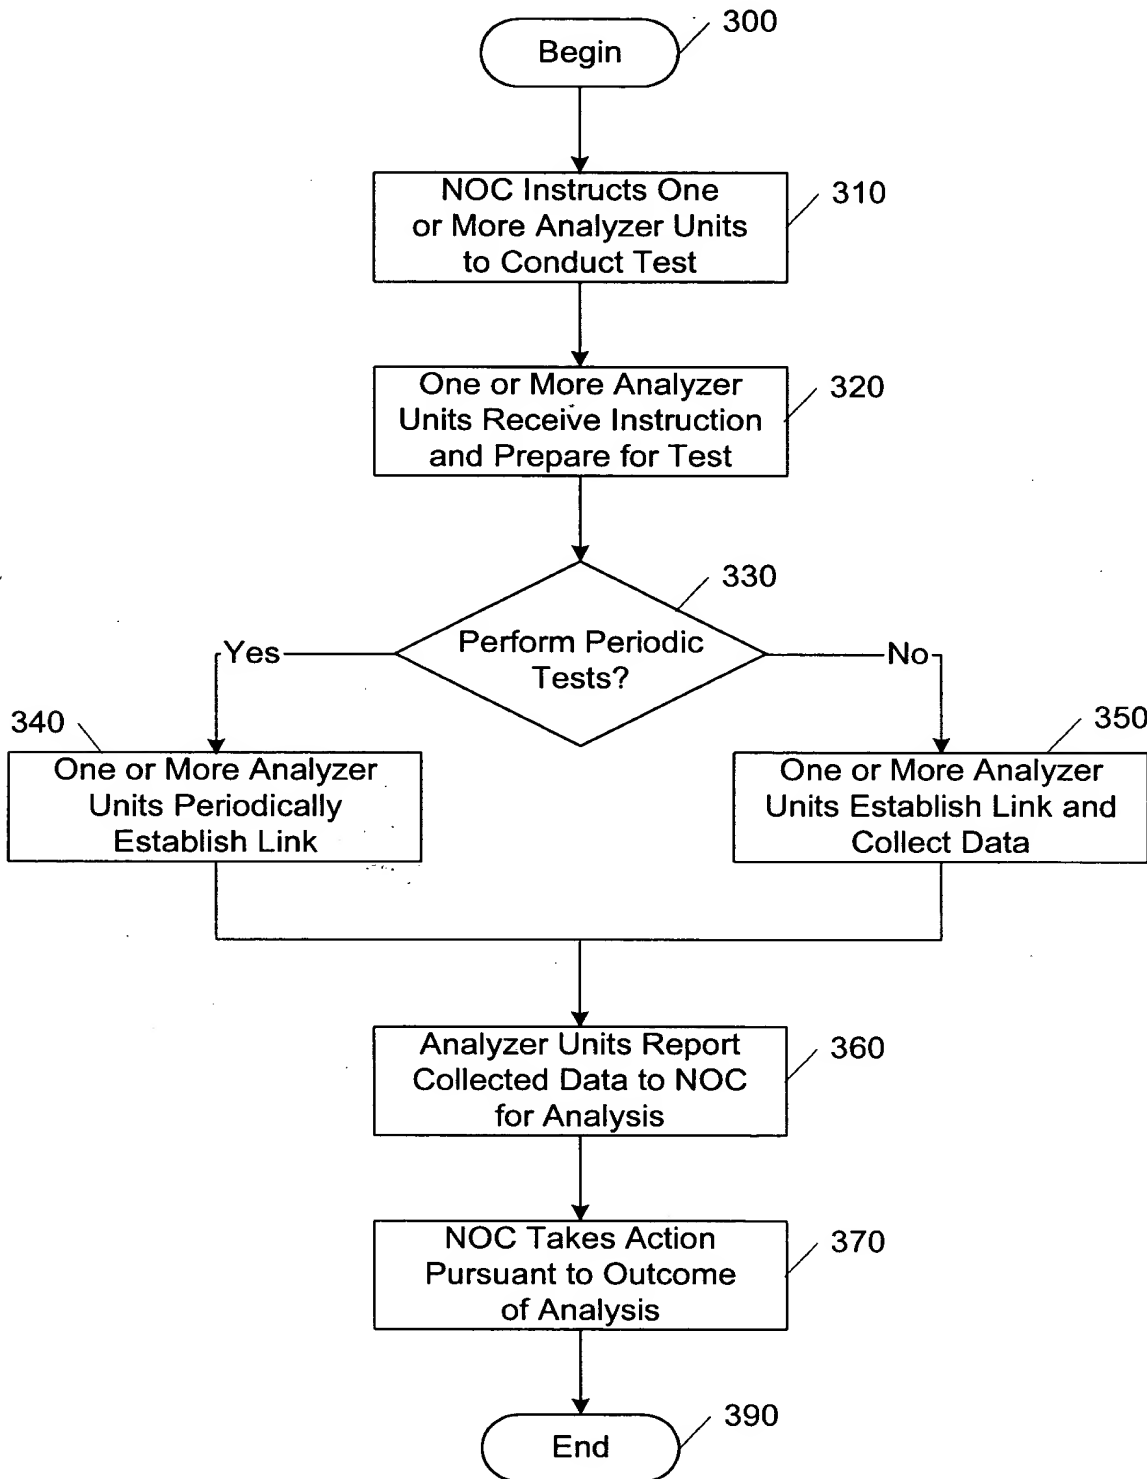 Begin
300
NOC Instructs One
or More Analyzer Units
to Conduct Test
310
One or More Analyzer
Units Receive Instruction
and Prepare for Test
320
330
Perform Periodic
Tests?
Yes
No
340
One or More Analyzer
Units Periodically
Establish Link
350
One or More Analyzer
Units Establish Link and
Collect Data
Analyzer Units Report
Collected Data to NOC
for Analysis
360
NOC Takes Action
Pursuant to Outcome
of Analysis
370
End
390